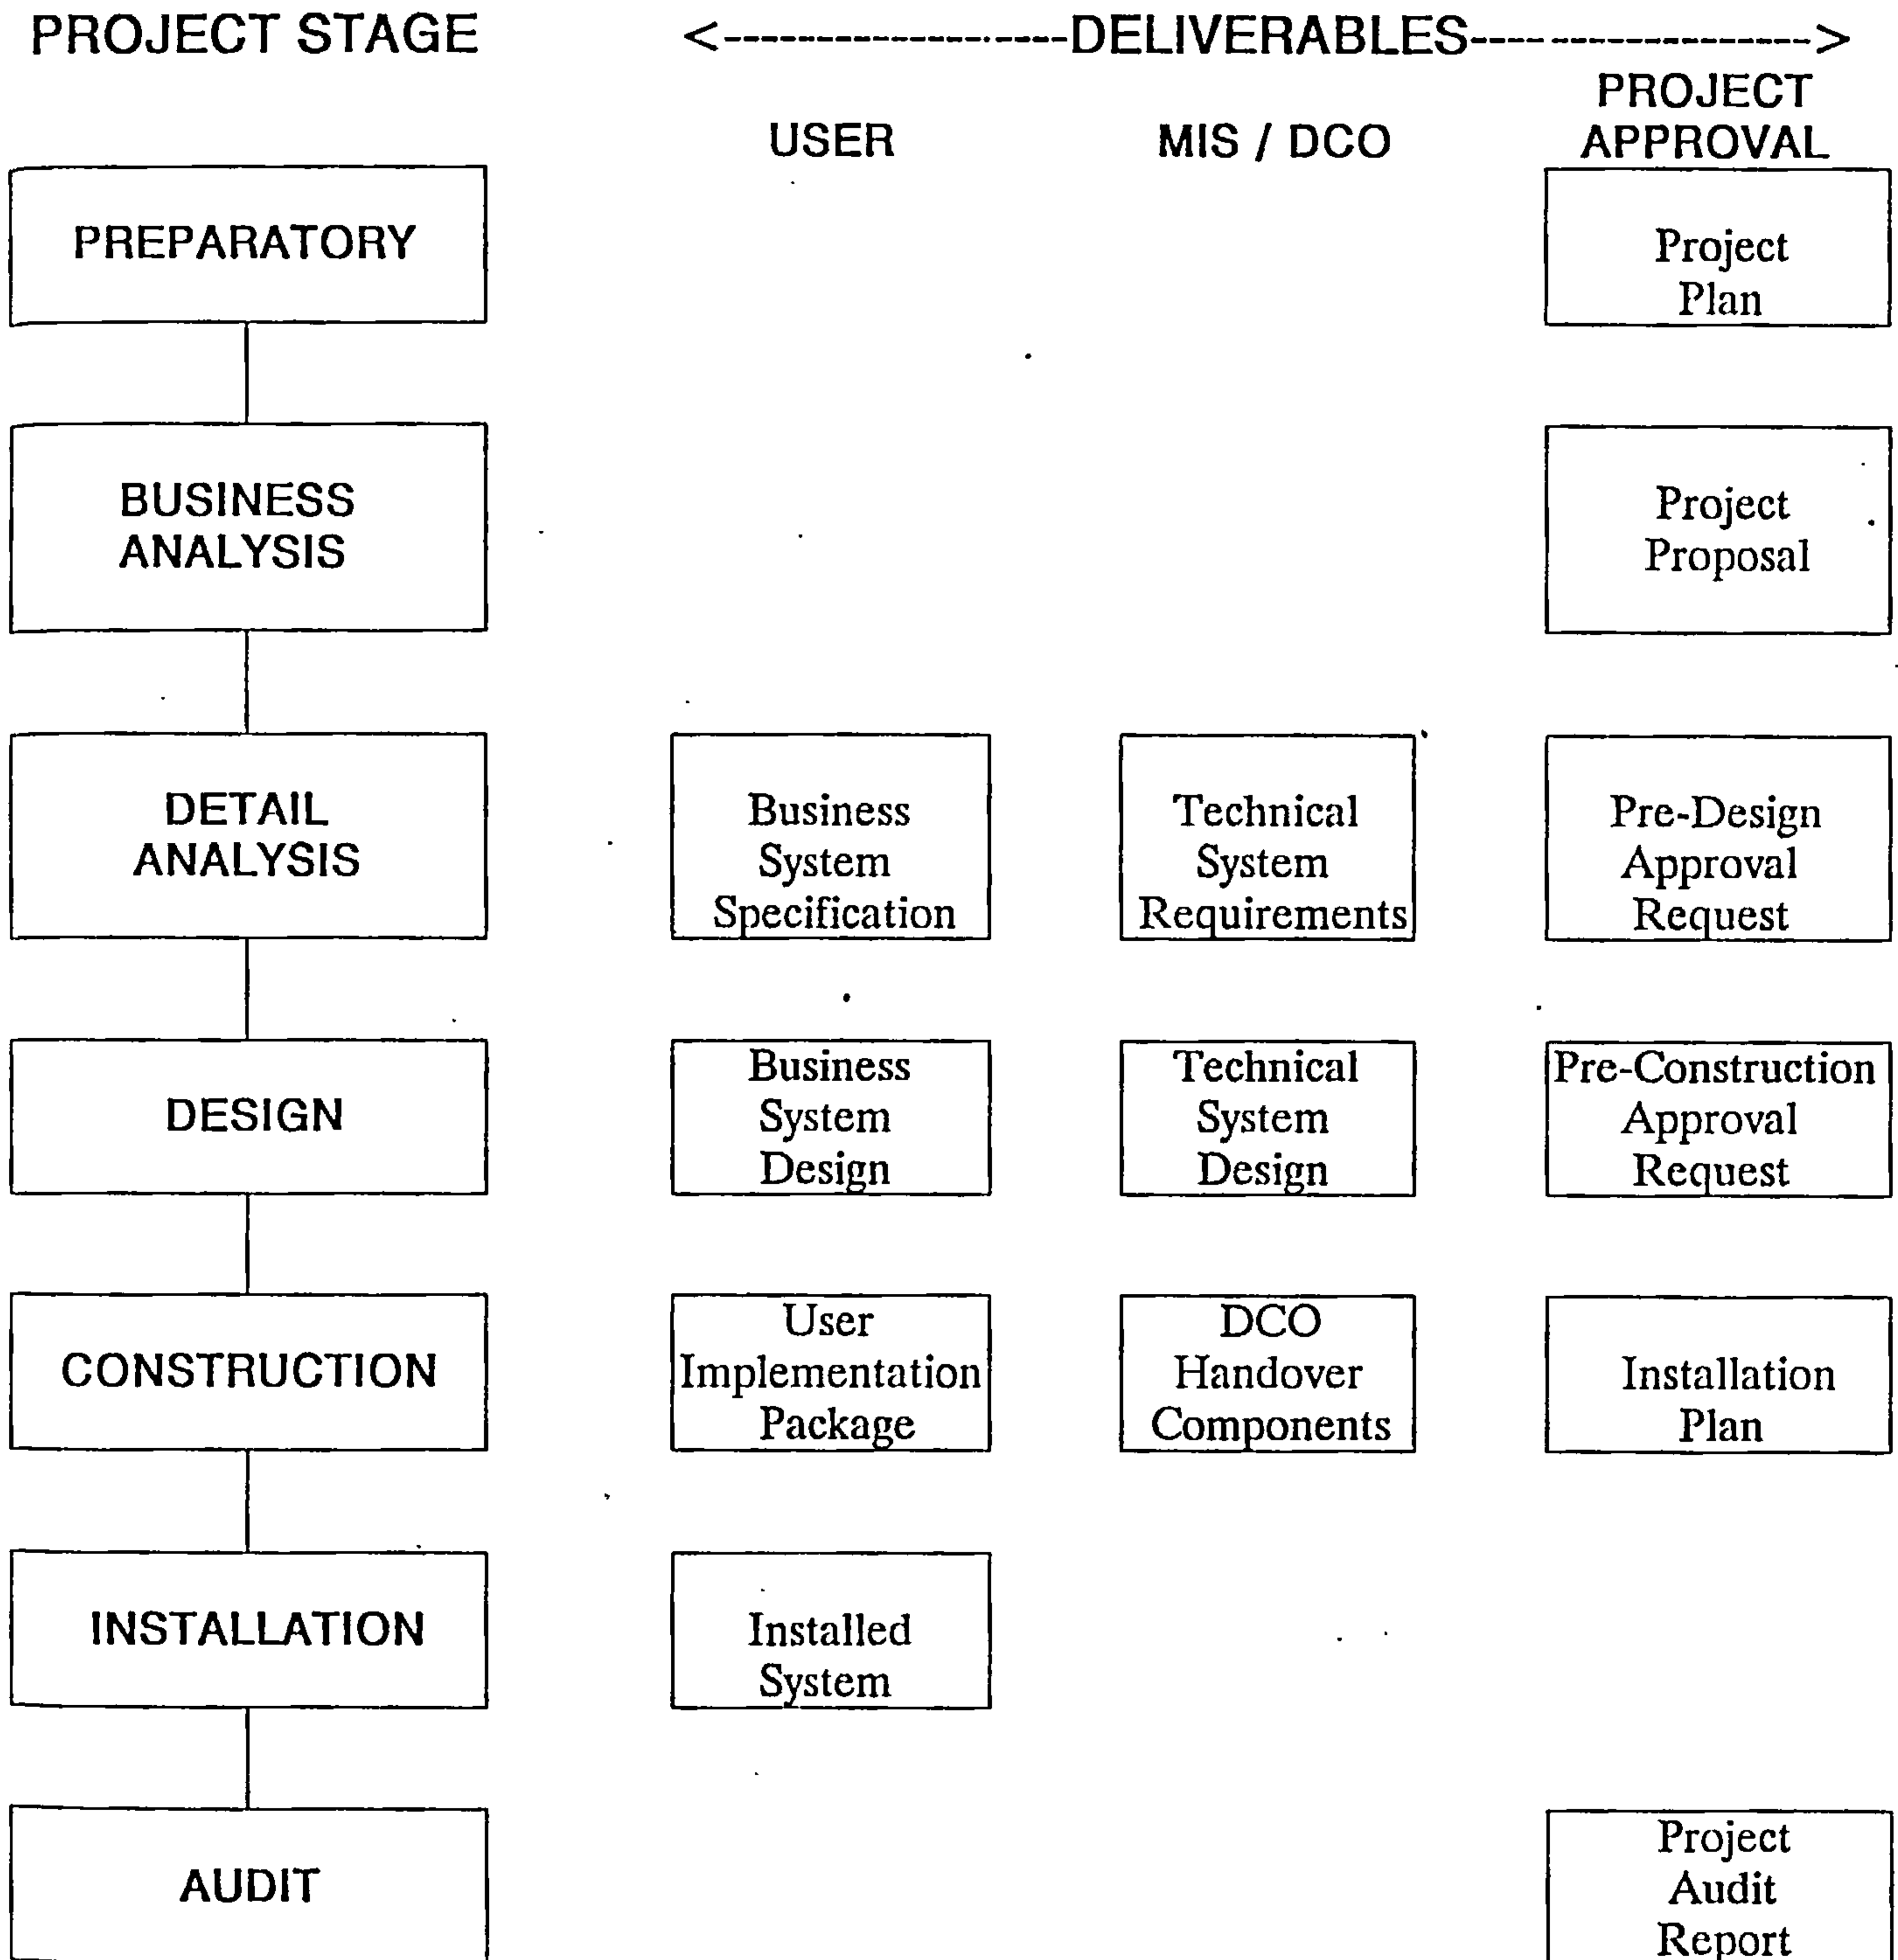 PROJECT STAGE <--------------------DELIVERABLES-------------------->
PROJECT
USER MIS / DCO APPROVAL
PREPARATORY
Project
Plan
BUSINESS
ANALYSIS
Project
Proposal
DETAIL
ANALYSIS
Business
System
Specification
Technical
System
Requirements
Pre-Design
Approval
Request
DESIGN
Business
System
Design
Technical
System
Design
Pre-Construction
Approval
Request
CONSTRUCTION
User
Implementation
Package
DCO
Handover
Components
Installation
Plan
INSTALLATION
Installed
System
AUDIT
Project
Audit
Report